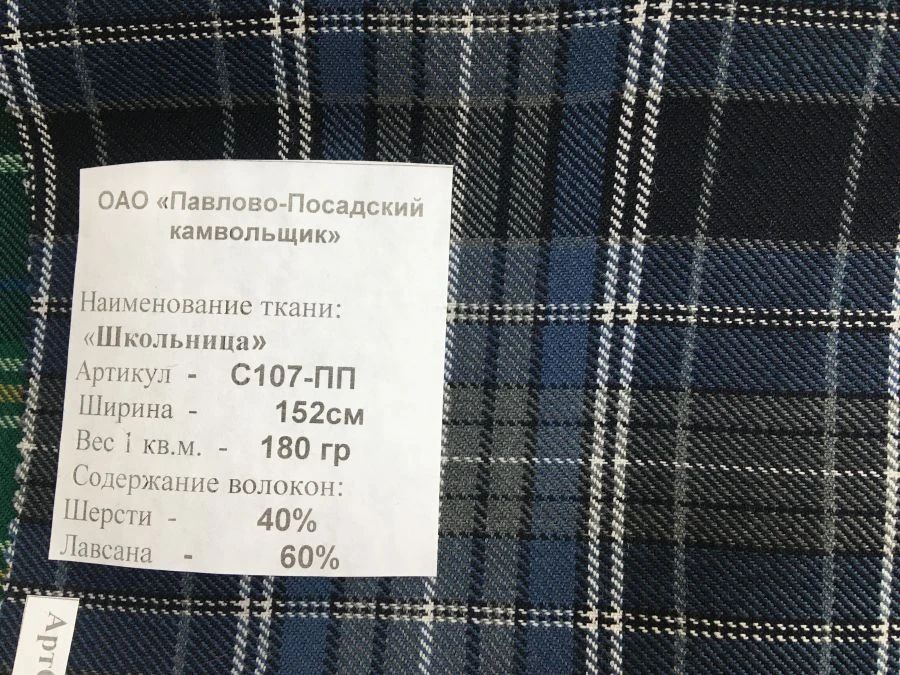 ОАО «Павлово-Посадский
камвольщик»
Наименование ткани:
«Школьница»
Артикул - С107-ПП
Ширина - 152см
Вес 1 кв.м. - 180 гр
Содержание волокон:
Шерсти - 40%
Лавсана - 60%